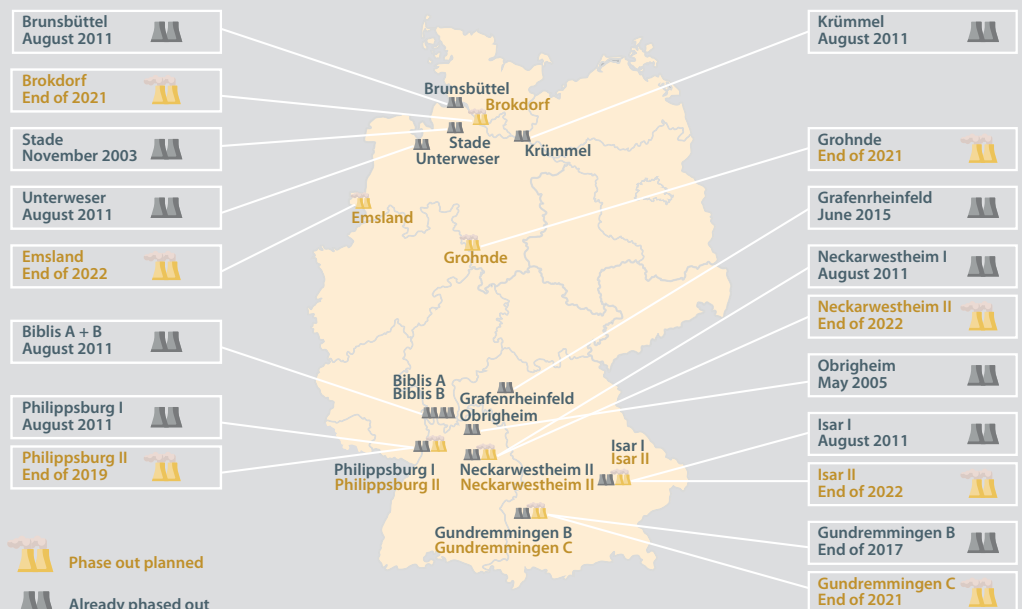 Brunsbüttel
August 2011
Brokdorf
End of 2021
Stade
November 2003
Unterweser
August 2011
Emsland
End of 2022
Biblis A + B
August 2011
Philippsburg I
August 2011
Philippsburg II
End of 2019
Phase out planned
Already phased out
Brunsbüttel
Brokdorf
Stade
Unterweser
Krümmel
Emsland
Grohnde
Biblis A
Biblis B
Grafenrheinfeld
Obrigheim
Philippsburg I
Philippsburg II
Neckarwestheim II
Neckarwestheim II
Isar I
Isar II
Gundremmingen B
Gundremmingen C
Krümmel
August 2011
Grohnde
End of 2021
Grafenrheinfeld
June 2015
Neckarwestheim I
August 2011
Neckarwestheim II
End of 2022
Obrigheim
May 2005
Isar I
August 2011
Isar II
End of 2022
Gundremmingen B
End of 2017
Gundremmingen C
End of 2021